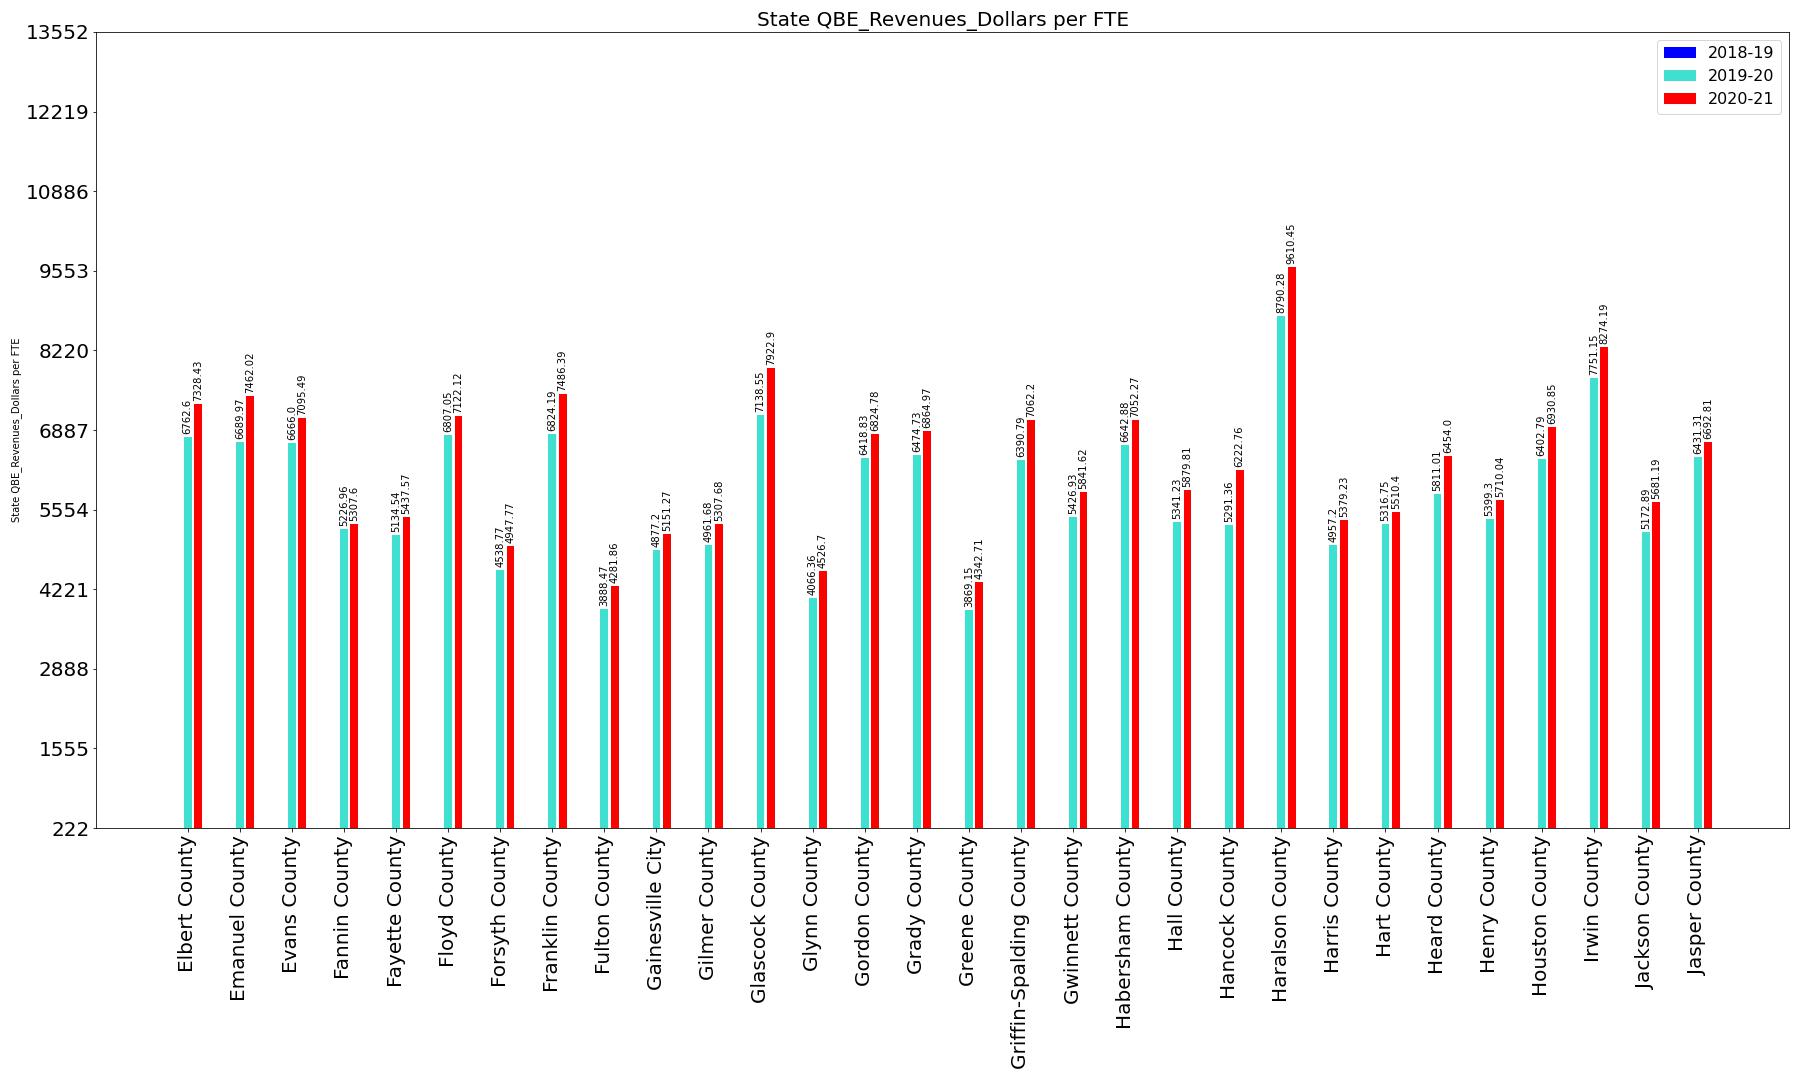 State QBE_Revenues_Dollars per FTE
2018-19
2019-20
2020-21
State QBE_Revenues_Dollars per FTE
13552
12219
10886
9553
8220
6887
5554
4221
2888
1555
222
6762.6
7328.43
6689.97
7462.02
6666.0
7095.49
5226.96
5307.6
5134.54
5437.57
6807.05
7122.12
4538.77
4947.77
6824.19
7486.39
3888.47
4281.86
4877.2
5151.27
4961.68
5307.68
7138.55
7922.9
4066.36
4526.7
6418.83
6824.78
6474.73
6864.97
3869.15
4342.71
6390.79
7062.2
5426.93
5841.62
6642.88
7052.27
5341.23
5879.81
5291.36
6222.76
8790.28
9610.45
4957.2
5379.23
5316.75
5510.4
5811.01
6454.0
5399.3
5710.04
6402.79
6930.85
7751.15
8274.19
5172.89
5681.19
6431.31
6692.81
Elbert County
Emanuel County
Evans County
Fannin County
Fayette County
Floyd County
Forsyth County
Franklin County
Fulton County
Gainesville City
Gilmer County
Glascock County
Glynn County
Gordon County
Grady County
Greene County
Griffin-Spalding County
Gwinnett County
Habersham County
Hall County
Hancock County
Haralson County
Harris County
Hart County
Heard County
Henry County
Houston County
Irwin County
Jackson County
Jasper County